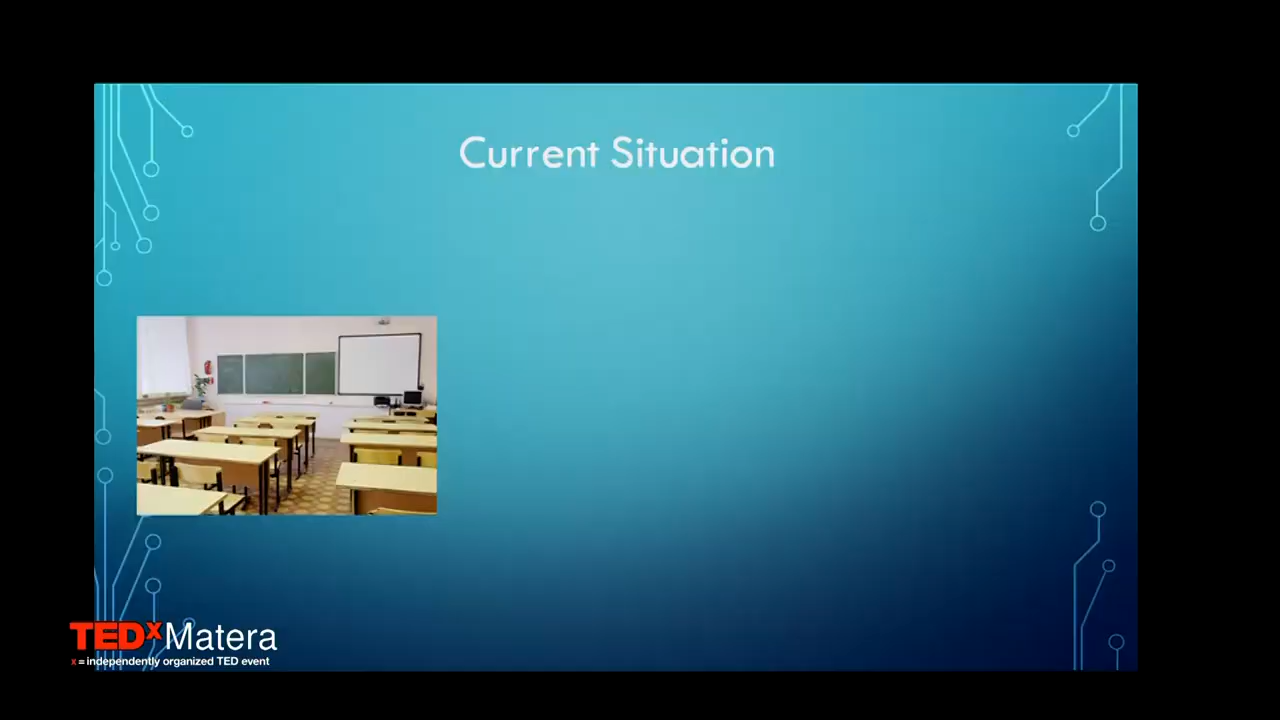 Current Situation
TEDxMatera
x = independently organized TED event